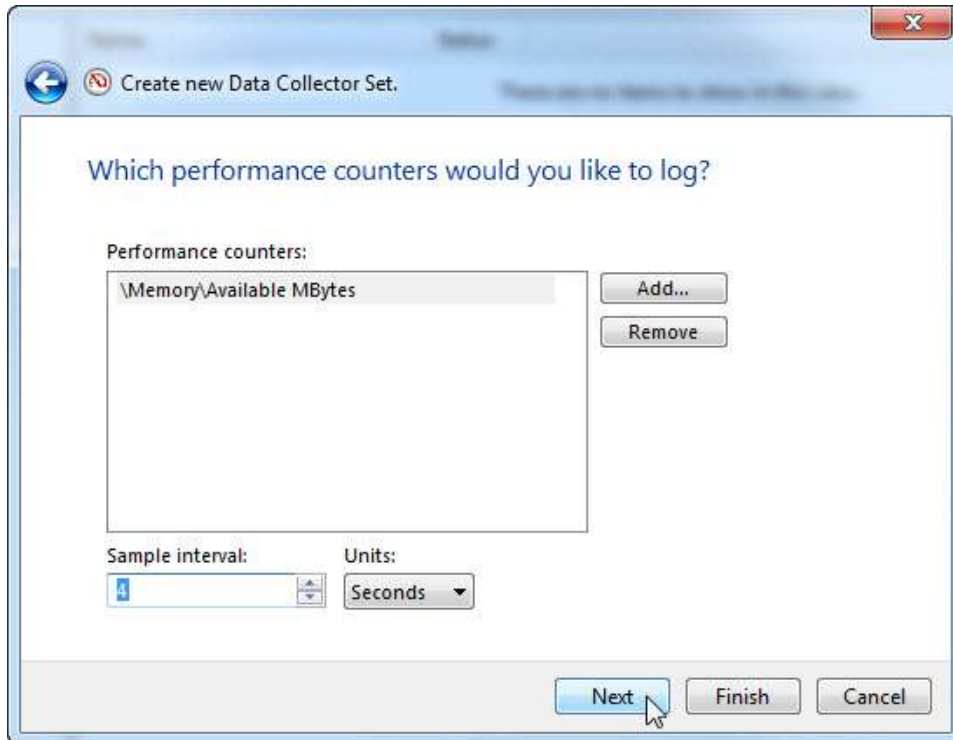 Create new Data Collector Set.
Which performance counters would you like to log?
Performance counters:
\Memory\Available MBytes
Add...
Remove
Sample interval:
Units:
4
Seconds
Next
Finish
Cancel